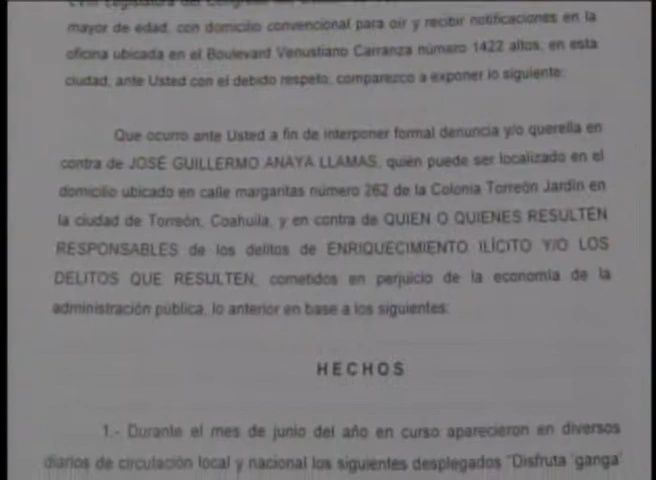 LVIII Legislatura del Congreso del
mayor de edad, con domicilio convencional para oír y recibir notificaciones en la
oficina ubicada en el Boulevard Venustiano Carranza número 1422 altos, en esta
ciudad, ante Usted con el debido respeto, comparezco a exponer lo siguiente:
Que ocurro ante Usted a fin de interponer formal denuncia y/o querella en
contra de JOSÉ GUILLERMO ANAYA LLAMAS, quien puede ser localizado en el
domicilio ubicado en calle margaritas número 262 de la Colonia Torreón Jardín en
la ciudad de Torreón, Coahuila, y en contra de QUIEN O QUIENES RESULTEN
RESPONSABLES de los delitos de ENRIQUECIMIENTO ILÍCITO Y/O LOS
DELITOS QUE RESULTEN, cometidos en perjuicio de la economía de la
administración pública, lo anterior en base a los siguientes:
HECHOS
1.- Durante el mes de junio del año en curso aparecieron en diversos
diarios de circulación local y nacional los siguientes desplegados "Disfruta 'ganga'